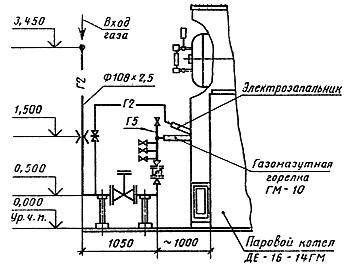 3,450
Вход
газа
Г2
Ф108×2,5
Г2
Электрозапальник
1,500
Г5
Газомазутная
горелка
ГМ-10
0,500
0,000
Ур.ч.п.
1050
~1000
Паровой котел
ДЕ-16-14ГМ